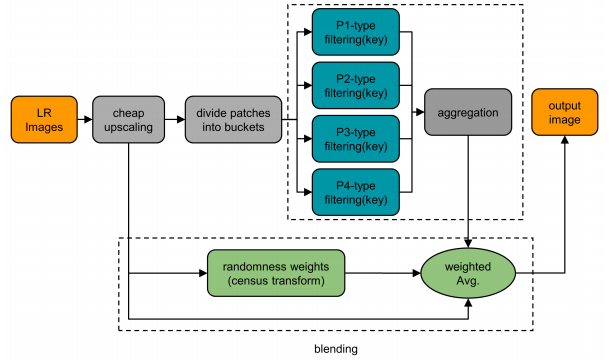 LR
Images
cheap
upscaling
divide patches
into buckets
P1-type
filtering(key)
P2-type
filtering(key)
P3-type
filtering(key)
P4-type
filtering(key)
aggregation
output
image
randomness weights
(census transform)
weighted
Avg.
blending